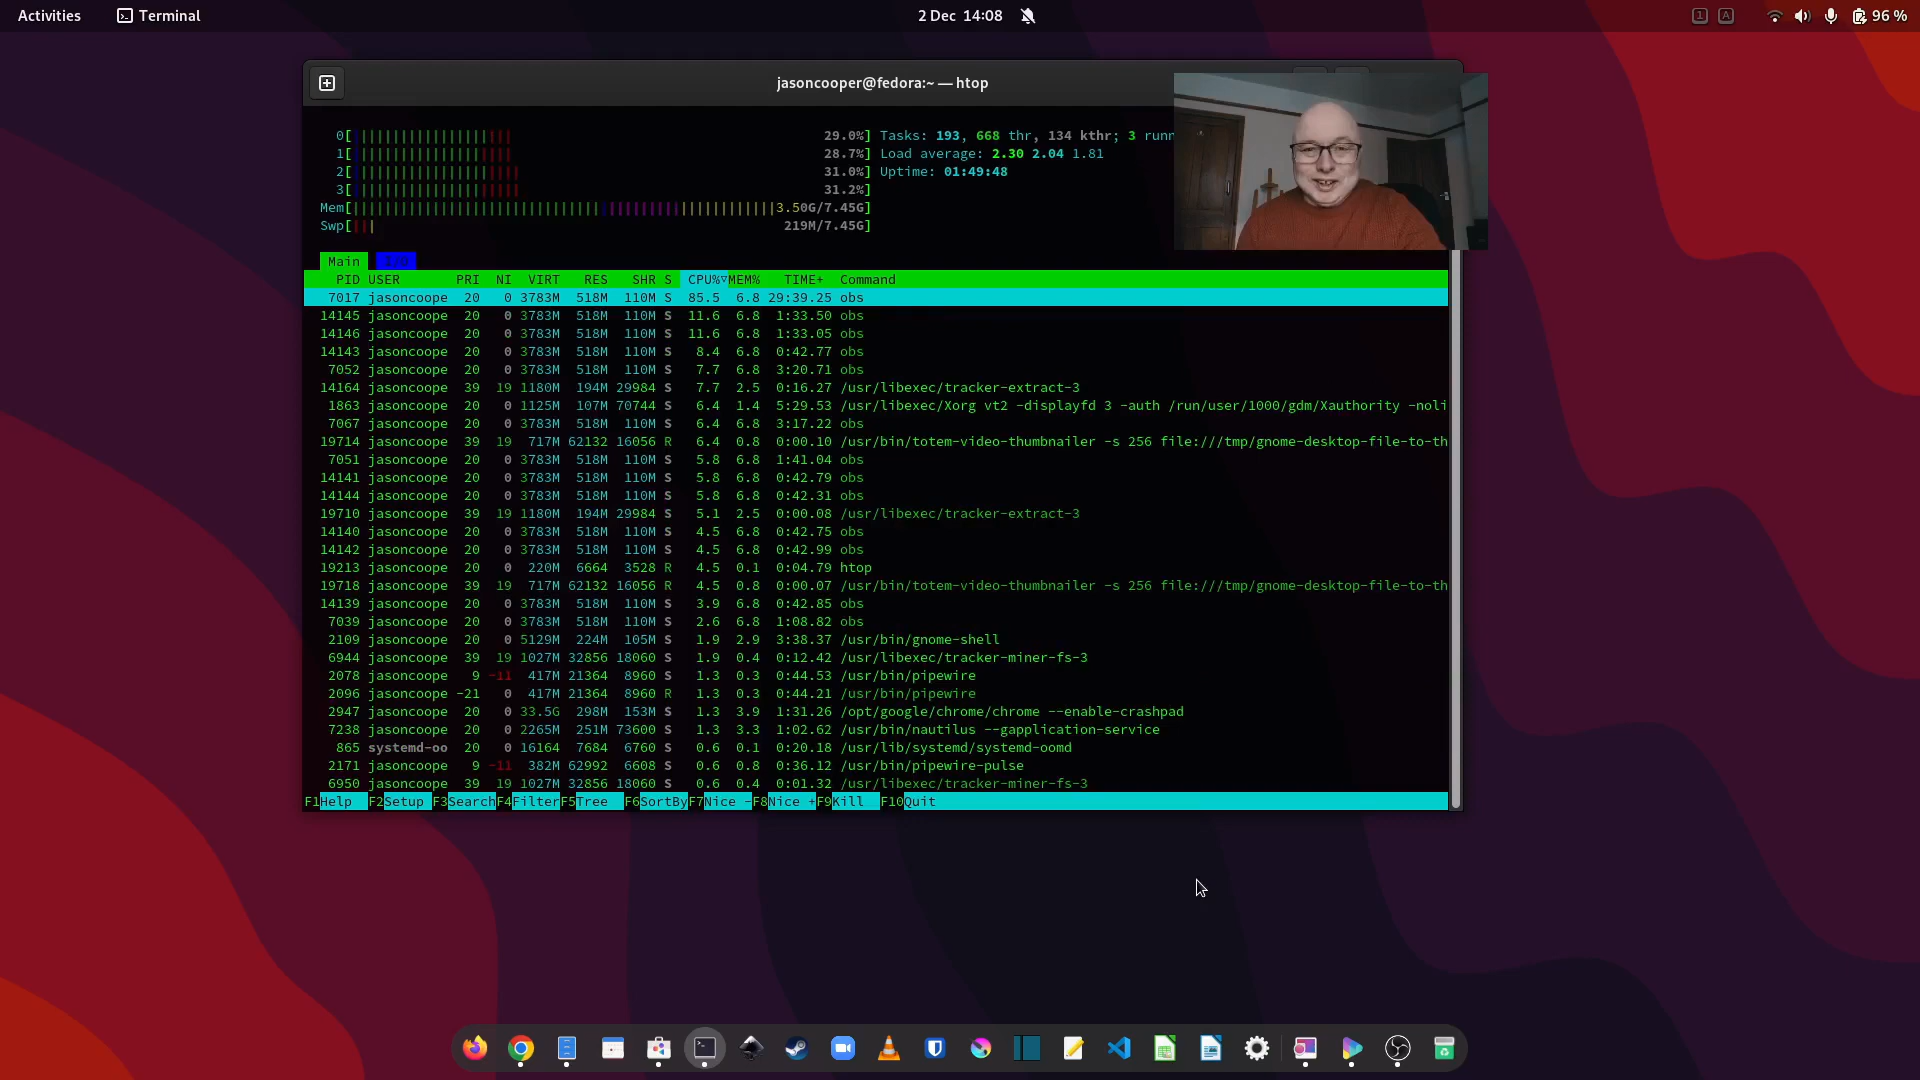 Activities Terminal 2 Dec 14:08 1 A 96 %
jasoncooper@fedora:~ — htop
0[ 29.0%] Tasks: 193, 668 thr, 134 kthr; 3 runn
1[ 28.7%] Load average: 2.30 2.04 1.81
2[ 31.0%] Uptime: 01:49:48
3[ 31.2%]
Mem[ 3.50G/7.45G]
Swp[ 219M/7.45G]
Main I/O
PID USER PRI NI VIRT RES SHR S CPU%▽MEM% TIME+ Command
7017 jasoncoope 20 0 3783M 518M 110M S 85.5 6.8 29:39.25 obs
14145 jasoncoope 20 0 3783M 518M 110M S 11.6 6.8 1:33.50 obs
14146 jasoncoope 20 0 3783M 518M 110M S 11.6 6.8 1:33.05 obs
14143 jasoncoope 20 0 3783M 518M 110M S 8.4 6.8 0:42.77 obs
7052 jasoncoope 20 0 3783M 518M 110M S 7.7 6.8 3:20.71 obs
14164 jasoncoope 39 19 1180M 194M 29984 S 7.7 2.5 0:16.27 /usr/libexec/tracker-extract-3
1863 jasoncoope 20 0 1125M 107M 70744 S 6.4 1.4 5:29.53 /usr/libexec/Xorg vt2 -displayfd 3 -auth /run/user/1000/gdm/Xauthority -noli
7067 jasoncoope 20 0 3783M 518M 110M S 6.4 6.8 3:17.22 obs
19714 jasoncoope 39 19 717M 62132 16056 R 6.4 0.8 0:00.10 /usr/bin/totem-video-thumbnailer -s 256 file:///tmp/gnome-desktop-file-to-th
7051 jasoncoope 20 0 3783M 518M 110M S 5.8 6.8 1:41.04 obs
14141 jasoncoope 20 0 3783M 518M 110M S 5.8 6.8 0:42.79 obs
14144 jasoncoope 20 0 3783M 518M 110M S 5.8 6.8 0:42.31 obs
19710 jasoncoope 39 19 1180M 194M 29984 S 5.1 2.5 0:00.08 /usr/libexec/tracker-extract-3
14140 jasoncoope 20 0 3783M 518M 110M S 4.5 6.8 0:42.75 obs
14142 jasoncoope 20 0 3783M 518M 110M S 4.5 6.8 0:42.99 obs
19213 jasoncoope 20 0 220M 6664 3528 R 4.5 0.1 0:04.79 htop
19718 jasoncoope 39 19 717M 62132 16056 R 4.5 0.8 0:00.07 /usr/bin/totem-video-thumbnailer -s 256 file:///tmp/gnome-desktop-file-to-th
14139 jasoncoope 20 0 3783M 518M 110M S 3.9 6.8 0:42.85 obs
7039 jasoncoope 20 0 3783M 518M 110M S 2.6 6.8 1:08.82 obs
2109 jasoncoope 20 0 5129M 224M 105M S 1.9 2.9 3:38.37 /usr/bin/gnome-shell
6944 jasoncoope 39 19 1027M 32856 18060 S 1.9 0.4 0:12.42 /usr/libexec/tracker-miner-fs-3
2078 jasoncoope 9 -11 417M 21364 8960 S 1.3 0.3 0:44.53 /usr/bin/pipewire
2096 jasoncoope -21 0 417M 21364 8960 R 1.3 0.3 0:44.21 /usr/bin/pipewire
2947 jasoncoope 20 0 33.5G 298M 153M S 1.3 3.9 1:31.26 /opt/google/chrome/chrome --enable-crashpad
7238 jasoncoope 20 0 2265M 251M 73600 S 1.3 3.3 1:02.62 /usr/bin/nautilus --gapplication-service
865 systemd-oo 20 0 16164 7684 6760 S 0.6 0.1 0:20.18 /usr/lib/systemd/systemd-oomd
2171 jasoncoope 9 -11 382M 62992 6608 S 0.6 0.8 0:36.12 /usr/bin/pipewire-pulse
6950 jasoncoope 39 19 1027M 32856 18060 S 0.6 0.4 0:01.32 /usr/libexec/tracker-miner-fs-3
F1Help F2Setup F3SearchF4FilterF5Tree F6SortByF7Nice -F8Nice +F9Kill F10Quit